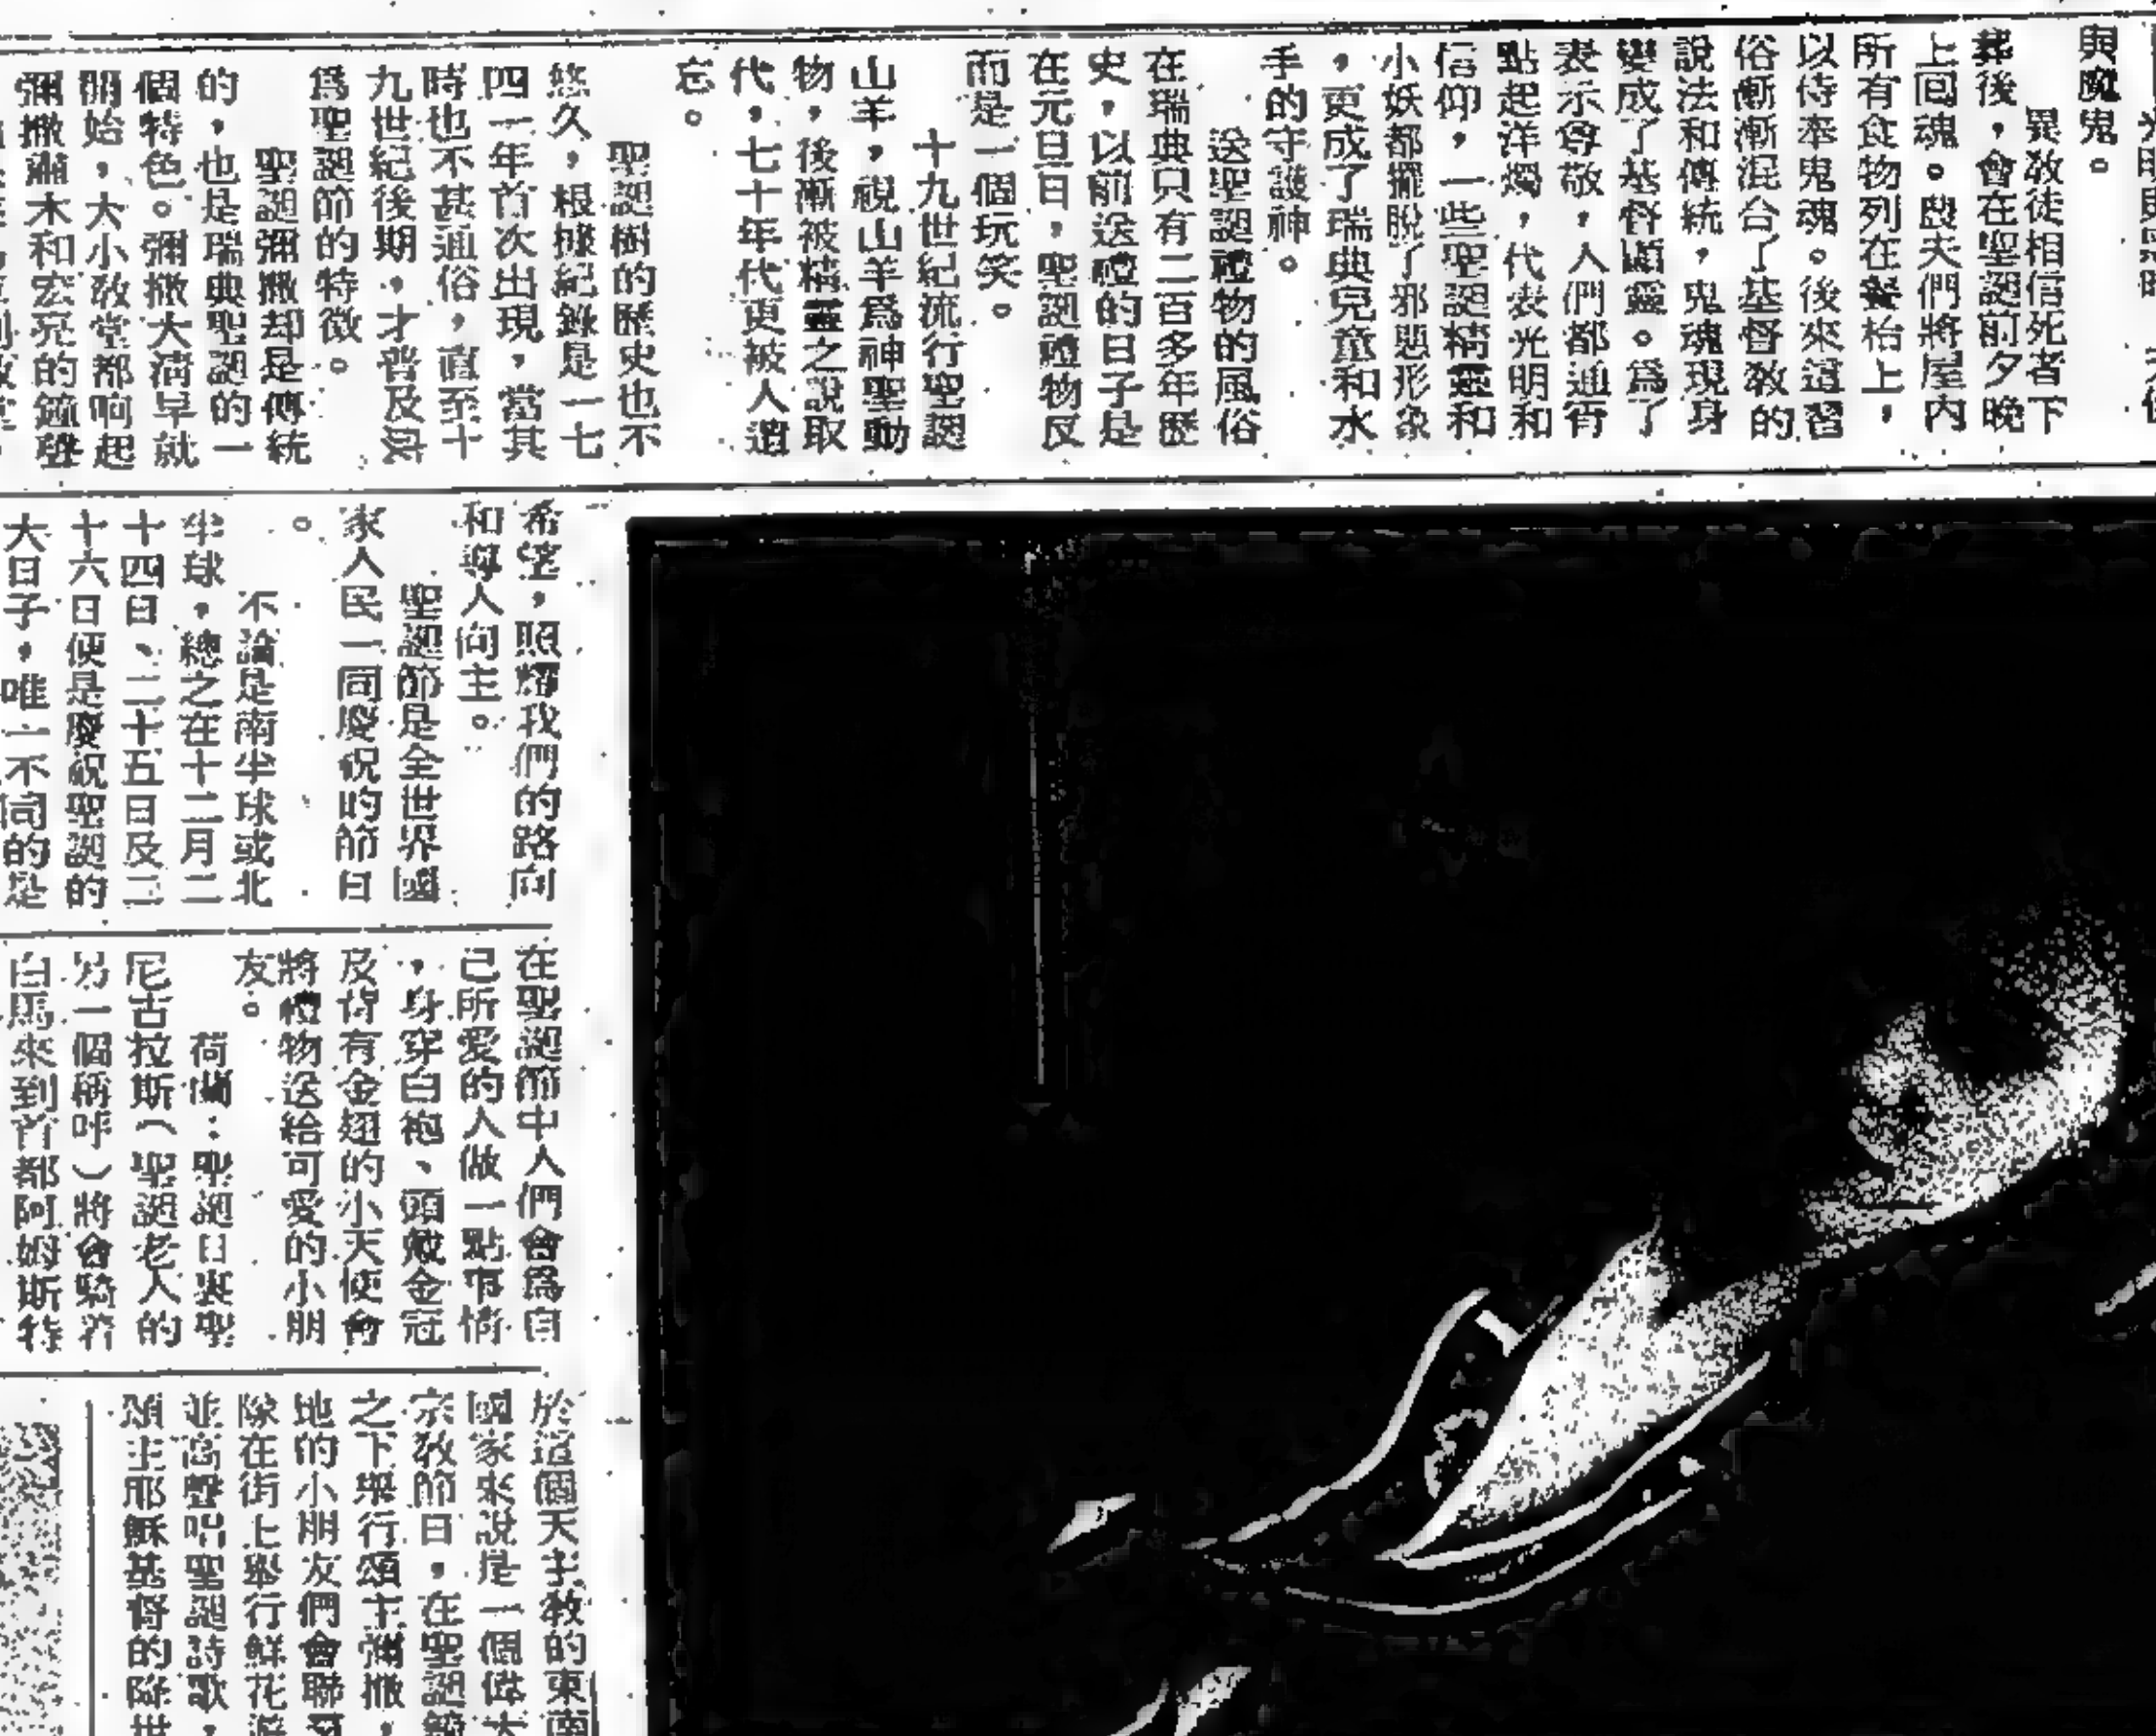 與魔鬼。
異教徒相信死者下
葬後，會在聖誕前夕晚
上回魂。農夫們將屋內
所有食物列在餐枱上，
以侍奉鬼魂。後來這習
俗漸漸混合了基督教的
說法和傳統，鬼魂現身
變成了基督顯靈。爲了
表示尊敬，人們都通宵
點起洋燭，代表光明和
信仰，一些聖誕精靈和
小妖都擺脫了邪惡形象
，更成了瑞典兒童和水
手的守護神。
送聖誕禮物的風俗
在瑞典只有二百多年歷
史，以前送禮的日子是
在元旦日，聖誕禮物反
而是一個玩笑。
十九世紀流行聖誕
山羊，視山羊爲神聖動
物，後漸被精靈之說取
代，七十年代更被人遺
忘。
聖誕樹的歷史也不
悠久，根據紀錄是一七
四一年首次出現，當其
時也不甚通俗，直至十
九世紀後期，才普及成
爲聖誕節的特徵。
聖誕彌撒却是傳統
的，也是瑞典聖誕的一
個特色。彌撒大清早就
開始，大小敎堂都响起
彌撒瀰木和宏亮的鐘聲
希望，照耀我們的路向
和導人向主。
聖誕節是全世界國
家人民一同慶祝的節日
。
不論是南半球或北
半球，總之在十二月二
十四日，二十五日及二
十六日便是慶祝聖誕的
大日子，唯一不同的是
在聖誕節中人們會爲自
己所愛的人做一點事情
，身穿白袍、頭戴金冠
及背有金翅的小天使會
將禮物送給可愛的小朋
友。
荷蘭：聖誕日裏聖
尼古拉斯（聖誕老人的
另一個稱呼）將會騎着
白馬來到首都阿姆斯特
於這個天主敎的東南
國家來說是一個偉大
宗敎節日，在聖誕節
之下舉行頌主彌撒，
地的小朋友們會聯羣
隊在街上舉行鮮花遊
並高聲唱聖誕詩歌，
頌主耶穌基督的降世